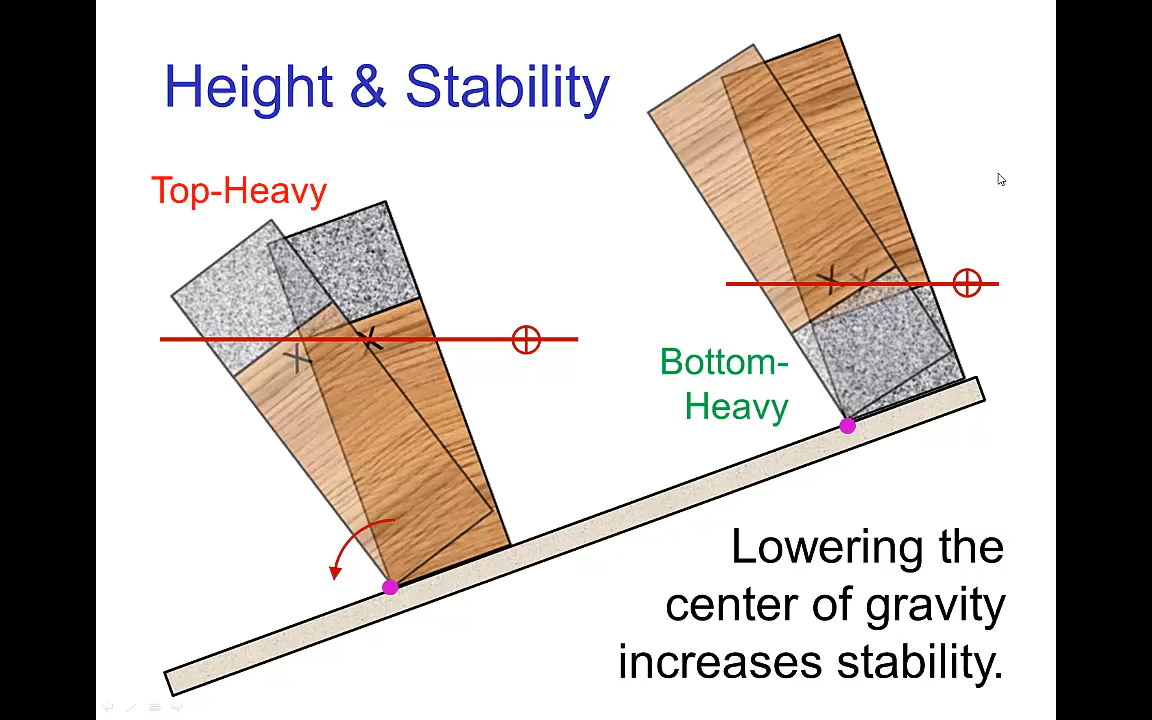 Height & Stability
Top-Heavy
X
X
X
X
Bottom-
Heavy
Lowering the
center of gravity
increases stability.